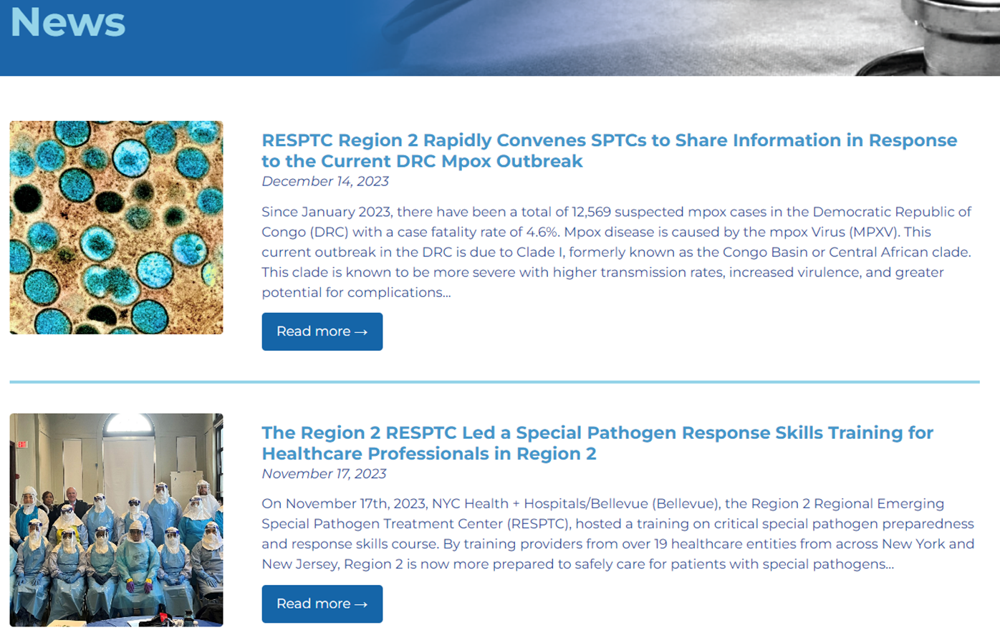 News
RESPTC Region 2 Rapidly Convenes SPTCs to Share Information in Response
to the Current DRC Mpox Outbreak
December 14, 2023
Since January 2023, there have been a total of 12,569 suspected mpox cases in the Democratic Republic of
Congo (DRC) with a case fatality rate of 4.6%. Mpox disease is caused by the mpox Virus (MPXV). This
current outbreak in the DRC is due to Clade I, formerly known as the Congo Basin or Central African clade.
This clade is known to be more severe with higher transmission rates, increased virulence, and greater
potential for complications...
Read more →
The Region 2 RESPTC Led a Special Pathogen Response Skills Training for
Healthcare Professionals in Region 2
November 17, 2023
On November 17th, 2023, NYC Health + Hospitals/Bellevue (Bellevue), the Region 2 Regional Emerging
Special Pathogen Treatment Center (RESPTC), hosted a training on critical special pathogen preparedness
and response skills course. By training providers from over 19 healthcare entities from across New York and
New Jersey, Region 2 is now more prepared to safely care for patients with special pathogens...
Read more →